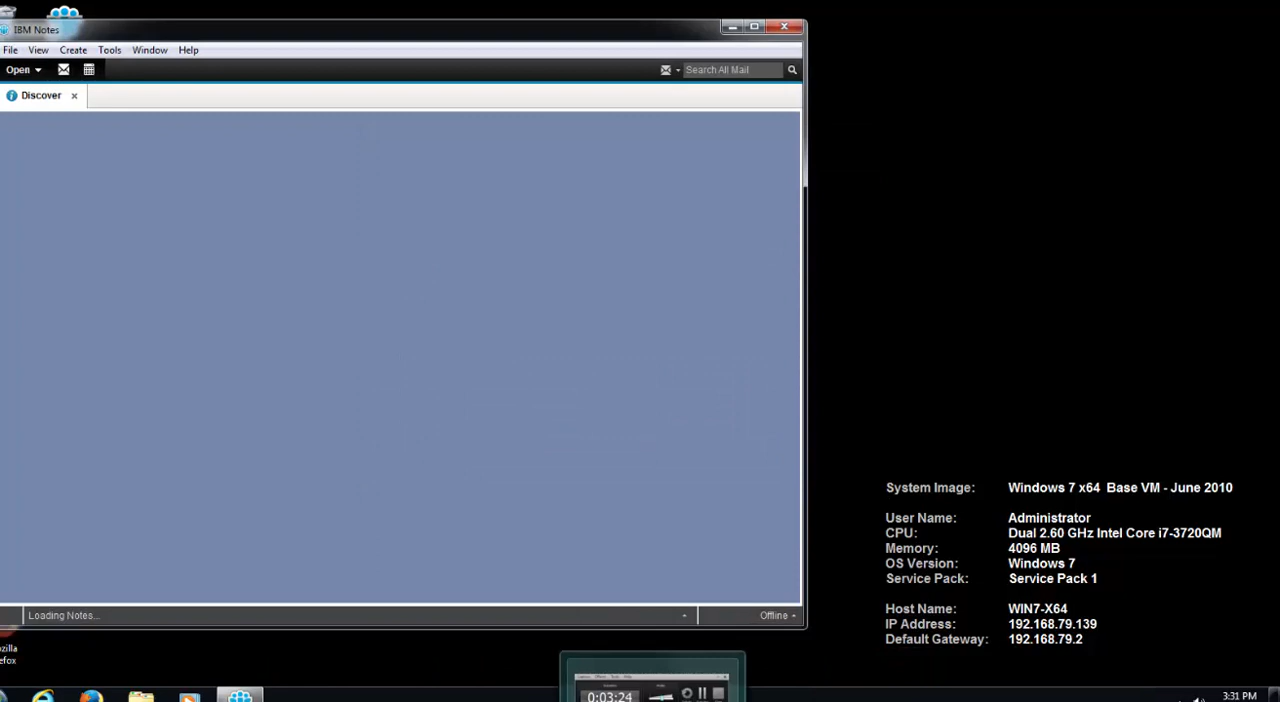 IBM Notes
File View Create Tools Window Help
Open Search All Mail
Discover
Loading Notes... Offline
System Image: Windows 7 x64 Base VM - June 2010
User Name: Administrator
CPU: Dual 2.60 GHz Intel Core i7-3720QM
Memory: 4096 MB
OS Version: Windows 7
Service Pack: Service Pack 1
Host Name: WIN7-X64
IP Address: 192.168.79.139
Default Gateway: 192.168.79.2
zilla
efox
0:03:24
3:31 PM